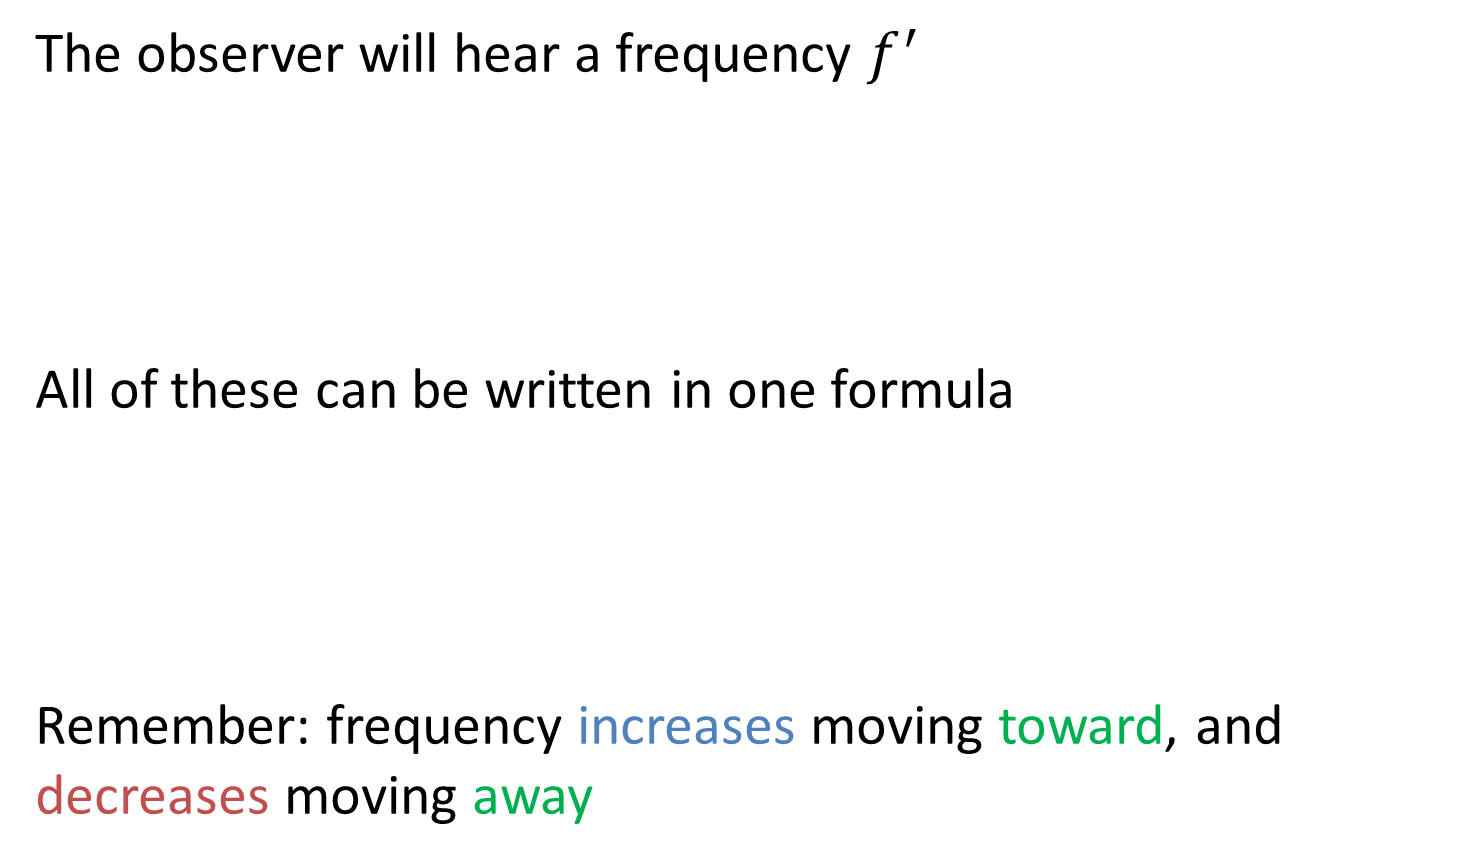 The observer will hear a frequency f′
All of these can be written in one formula
Remember: frequency increases moving toward, and
decreases moving away